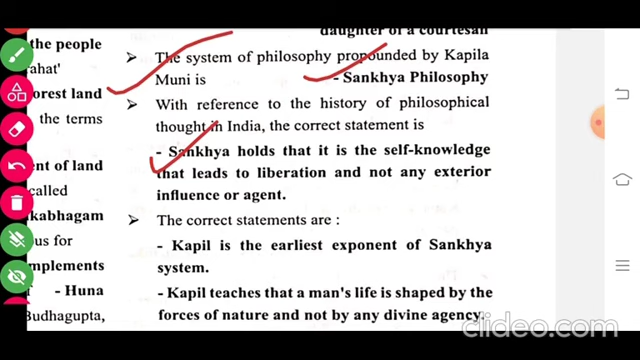 the people
rahat'
orest land
the terms
ent of land
called
kabhagam
us for
mplements
- Huna
Budhagupta,
daughter of a courtesan
➤ The system of philosophy propounded by Kapila
Muni is - Sankhya Philosophy
➤ With reference to the history of philosophical
thought in India, the correct statement is
- Sankhya holds that it is the self-knowledge
that leads to liberation and not any exterior
influence or agent.
➤ The correct statements are :
- Kapil is the earliest exponent of Sankhya
system.
- Kapil teaches that a man's life is shaped by the
forces of nature and not by any divine agency.
clideo.com